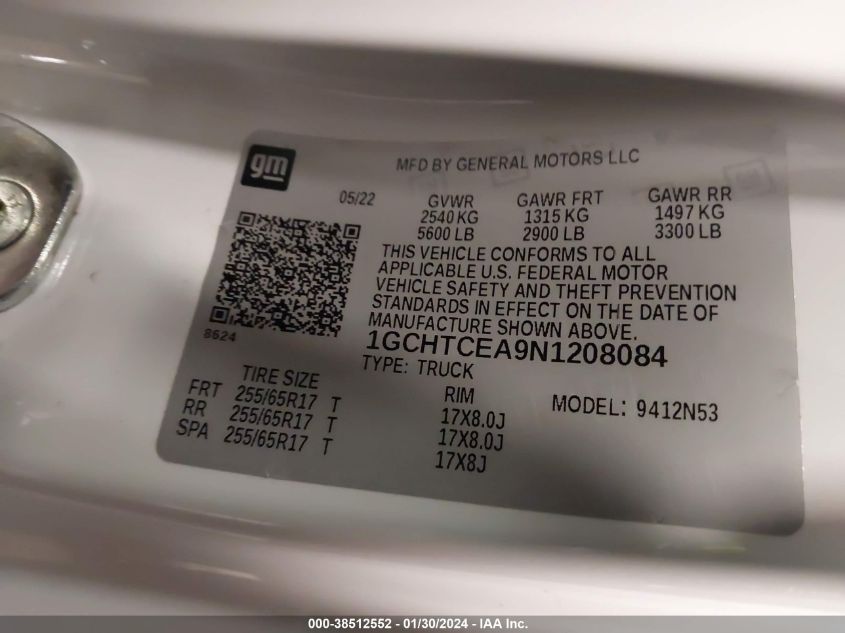 gm
MFD BY GENERAL MOTORS LLC
05/22
GVWR GAWR FRT GAWR RR
2540 KG 1315 KG 1497 KG
5600 LB 2900 LB 3300 LB
THIS VEHICLE CONFORMS TO ALL
APPLICABLE U.S. FEDERAL MOTOR
VEHICLE SAFETY AND THEFT PREVENTION
STANDARDS IN EFFECT ON THE DATE OF
MANUFACTURE SHOWN ABOVE.
8624
1GCHTCEA9N1208084
TYPE: TRUCK
TIRE SIZE RIM
MODEL: 9412N53
FRT 255/65R17 T 17X8.0J
RR 255/65R17 T 17X8.0J
SPA 255/65R17 T 17X8J
000-38512552 - 01/30/2024 - IAA Inc.